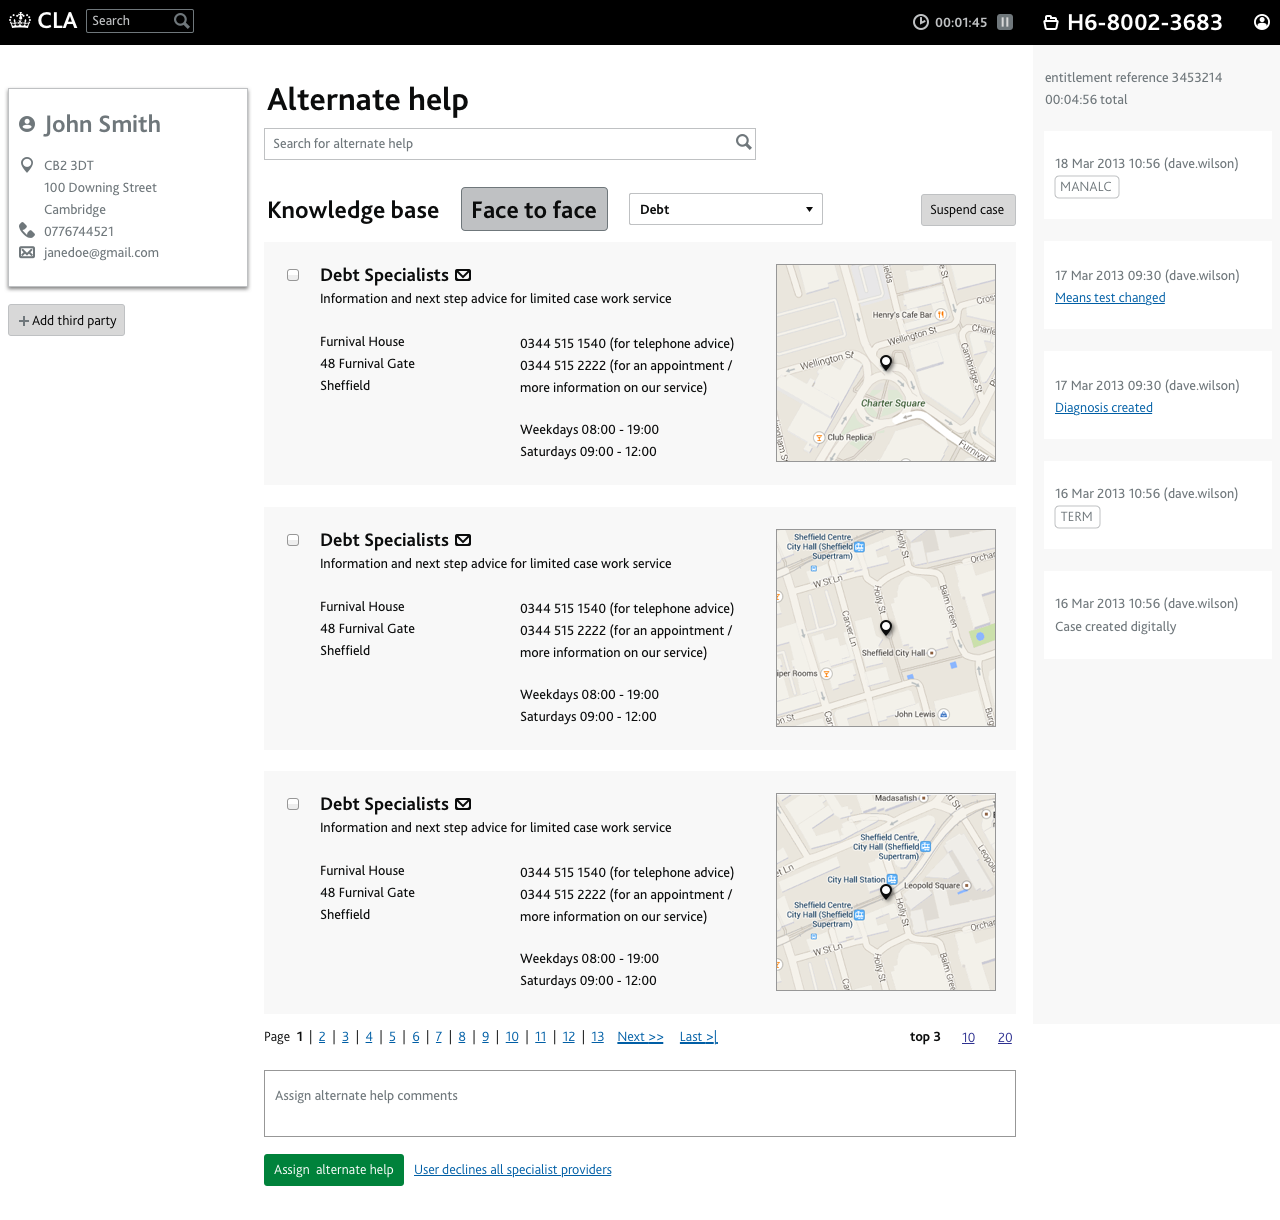 CLA
Search
00:01:45
H6-8002-3683
John Smith
CB2 3DT
100 Downing Street
Cambridge
0776744521
janedoe@gmail.com
Add third party
Alternate help
Search for alternate help
Knowledge base
Face to face
Debt
Suspend case
Debt Specialists
Information and next step advice for limited case work service
Furnival House
48 Furnival Gate
Sheffield
0344 515 1540 (for telephone advice)
0344 515 2222 (for an appointment /
more information on our service)
Weekdays 08:00 - 19:00
Saturdays 09:00 - 12:00
Henry's Cafe Bar
Wellington St
Wellington St
Cambridge St
Charter Square
Club Replica
Debt Specialists
Information and next step advice for limited case work service
Furnival House
48 Furnival Gate
Sheffield
0344 515 1540 (for telephone advice)
0344 515 2222 (for an appointment /
more information on our service)
Weekdays 08:00 - 19:00
Saturdays 09:00 - 12:00
Sheffield Centre,
City Hall (Sheffield
Supertram)
Holly St
W St Ln
Holly St
Balm Green
Carver Ln
Sheffield City Hall
John Lewis
Debt Specialists
Information and next step advice for limited case work service
Furnival House
48 Furnival Gate
Sheffield
0344 515 1540 (for telephone advice)
0344 515 2222 (for an appointment /
more information on our service)
Weekdays 08:00 - 19:00
Saturdays 09:00 - 12:00
Madasafish
Sheffield Centre,
City Hall (Sheffield
Supertram)
City Hall Station
Leopold Square
Sheffield Centre,
City Hall (Sheffield
Supertram)
Holly St
W St Ln
Holly St
Page 1 | 2 | 3 | 4 | 5 | 6 | 7 | 8 | 9 | 10 | 11 | 12 | 13 Next >> Last >|
top 3 10 20
Assign alternate help comments
Assign alternate help
User declines all specialist providers
entitlement reference 3453214
00:04:56 total
18 Mar 2013 10:56 (dave.wilson)
MANALC
17 Mar 2013 09:30 (dave.wilson)
Means test changed
17 Mar 2013 09:30 (dave.wilson)
Diagnosis created
16 Mar 2013 10:56 (dave.wilson)
TERM
16 Mar 2013 10:56 (dave.wilson)
Case created digitally